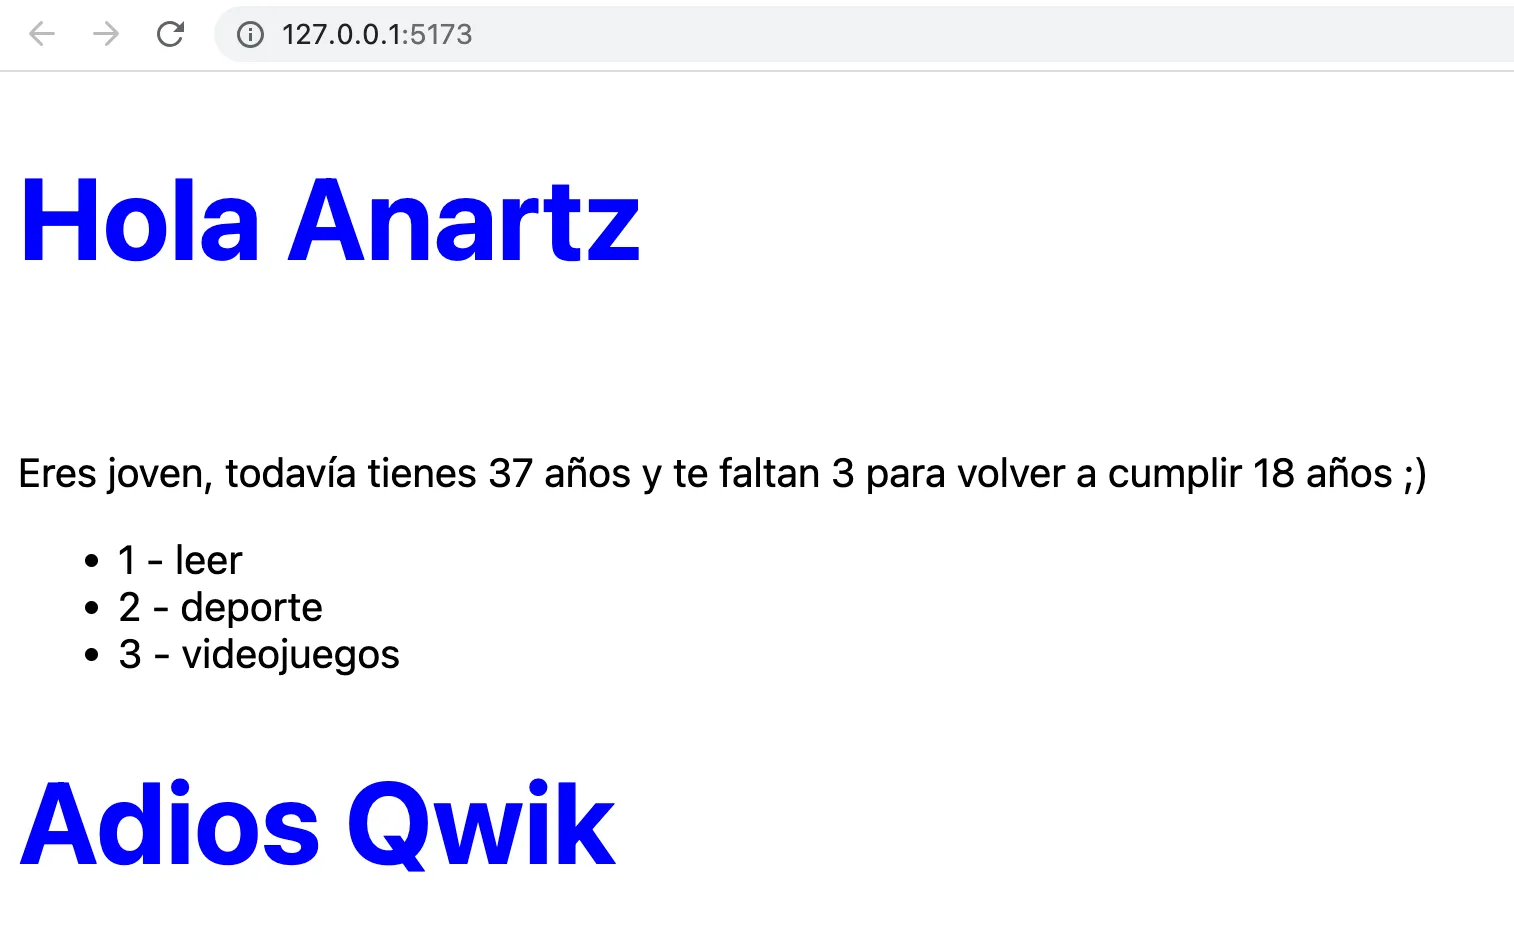 127.0.0.1:5173
Hola Anartz
Eres joven, todavía tienes 37 años y te faltan 3 para volver a cumplir 18 años ;)
• 1 - leer
• 2 - deporte
• 3 - videojuegos
Adios Qwik